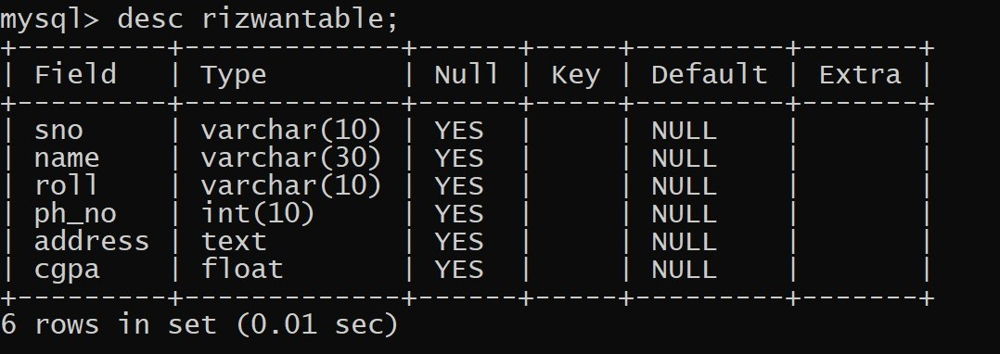 mysql> desc rizwantable;
+---------+-------------+------+-----+---------+-------+
| Field   | Type        | Null | Key | Default | Extra |
+---------+-------------+------+-----+---------+-------+
| sno     | varchar(10) | YES  |     | NULL    |       |
| name    | varchar(30) | YES  |     | NULL    |       |
| roll    | varchar(10) | YES  |     | NULL    |       |
| ph_no   | int(10)     | YES  |     | NULL    |       |
| address | text        | YES  |     | NULL    |       |
| cgpa    | float       | YES  |     | NULL    |       |
+---------+-------------+------+-----+---------+-------+
6 rows in set (0.01 sec)